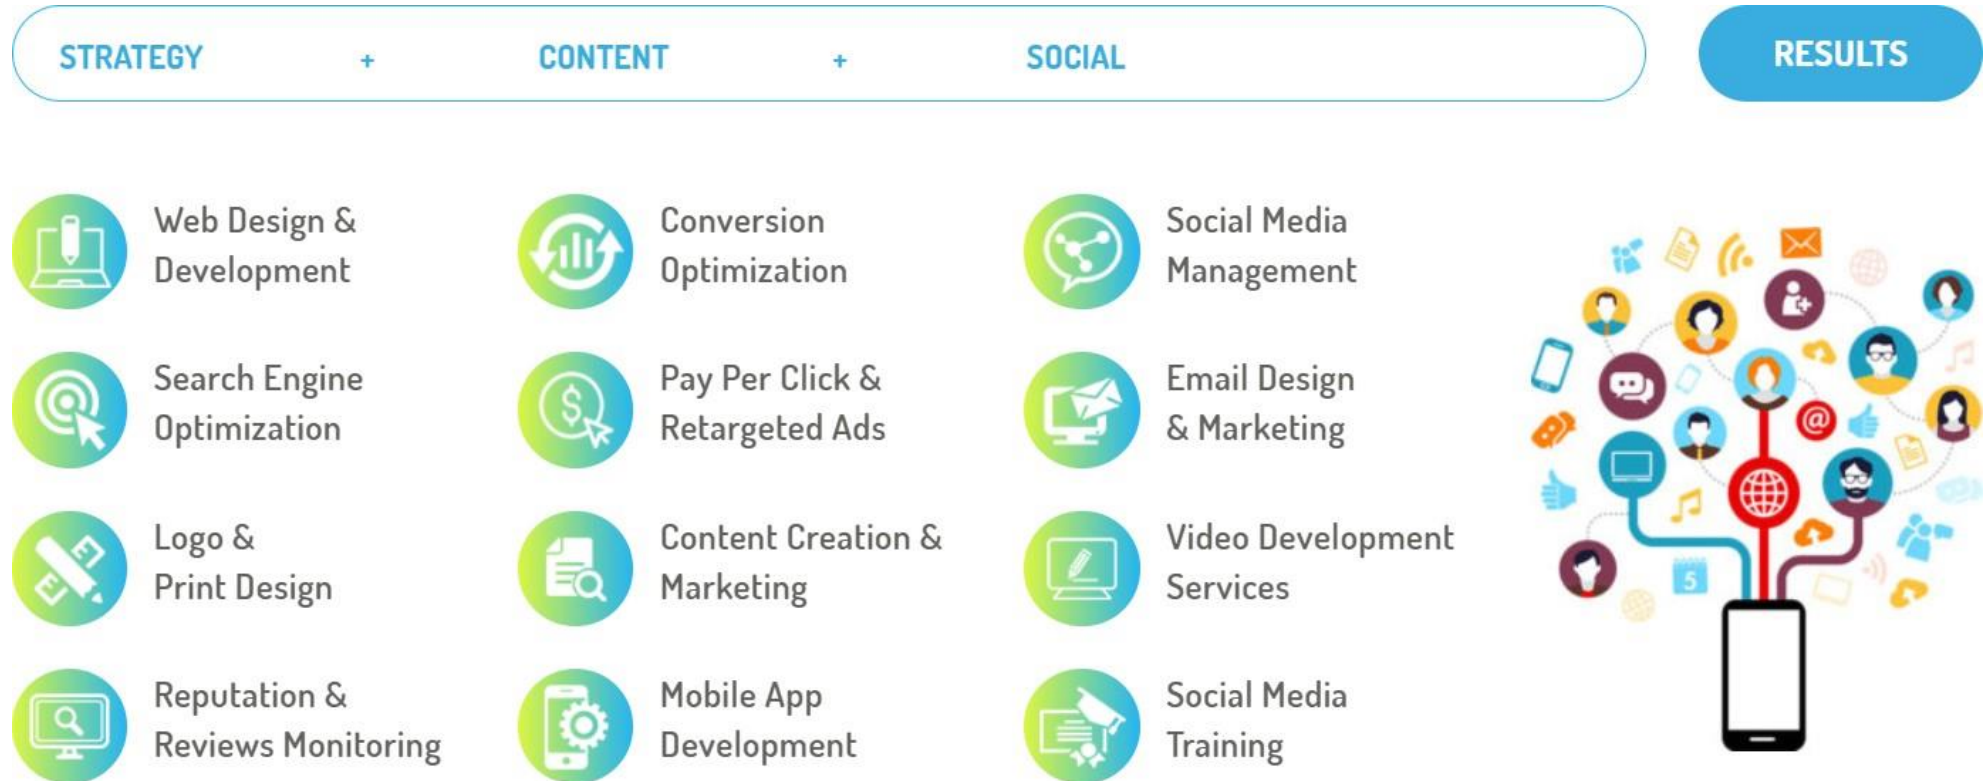 STRATEGY + CONTENT + SOCIAL
RESULTS
Web Design &
Development
Conversion
Optimization
Social Media
Management
Search Engine
Optimization
Pay Per Click &
Retargeted Ads
Email Design
& Marketing
Logo &
Print Design
Content Creation &
Marketing
Video Development
Services
Reputation &
Reviews Monitoring
Mobile App
Development
Social Media
Training
@
5